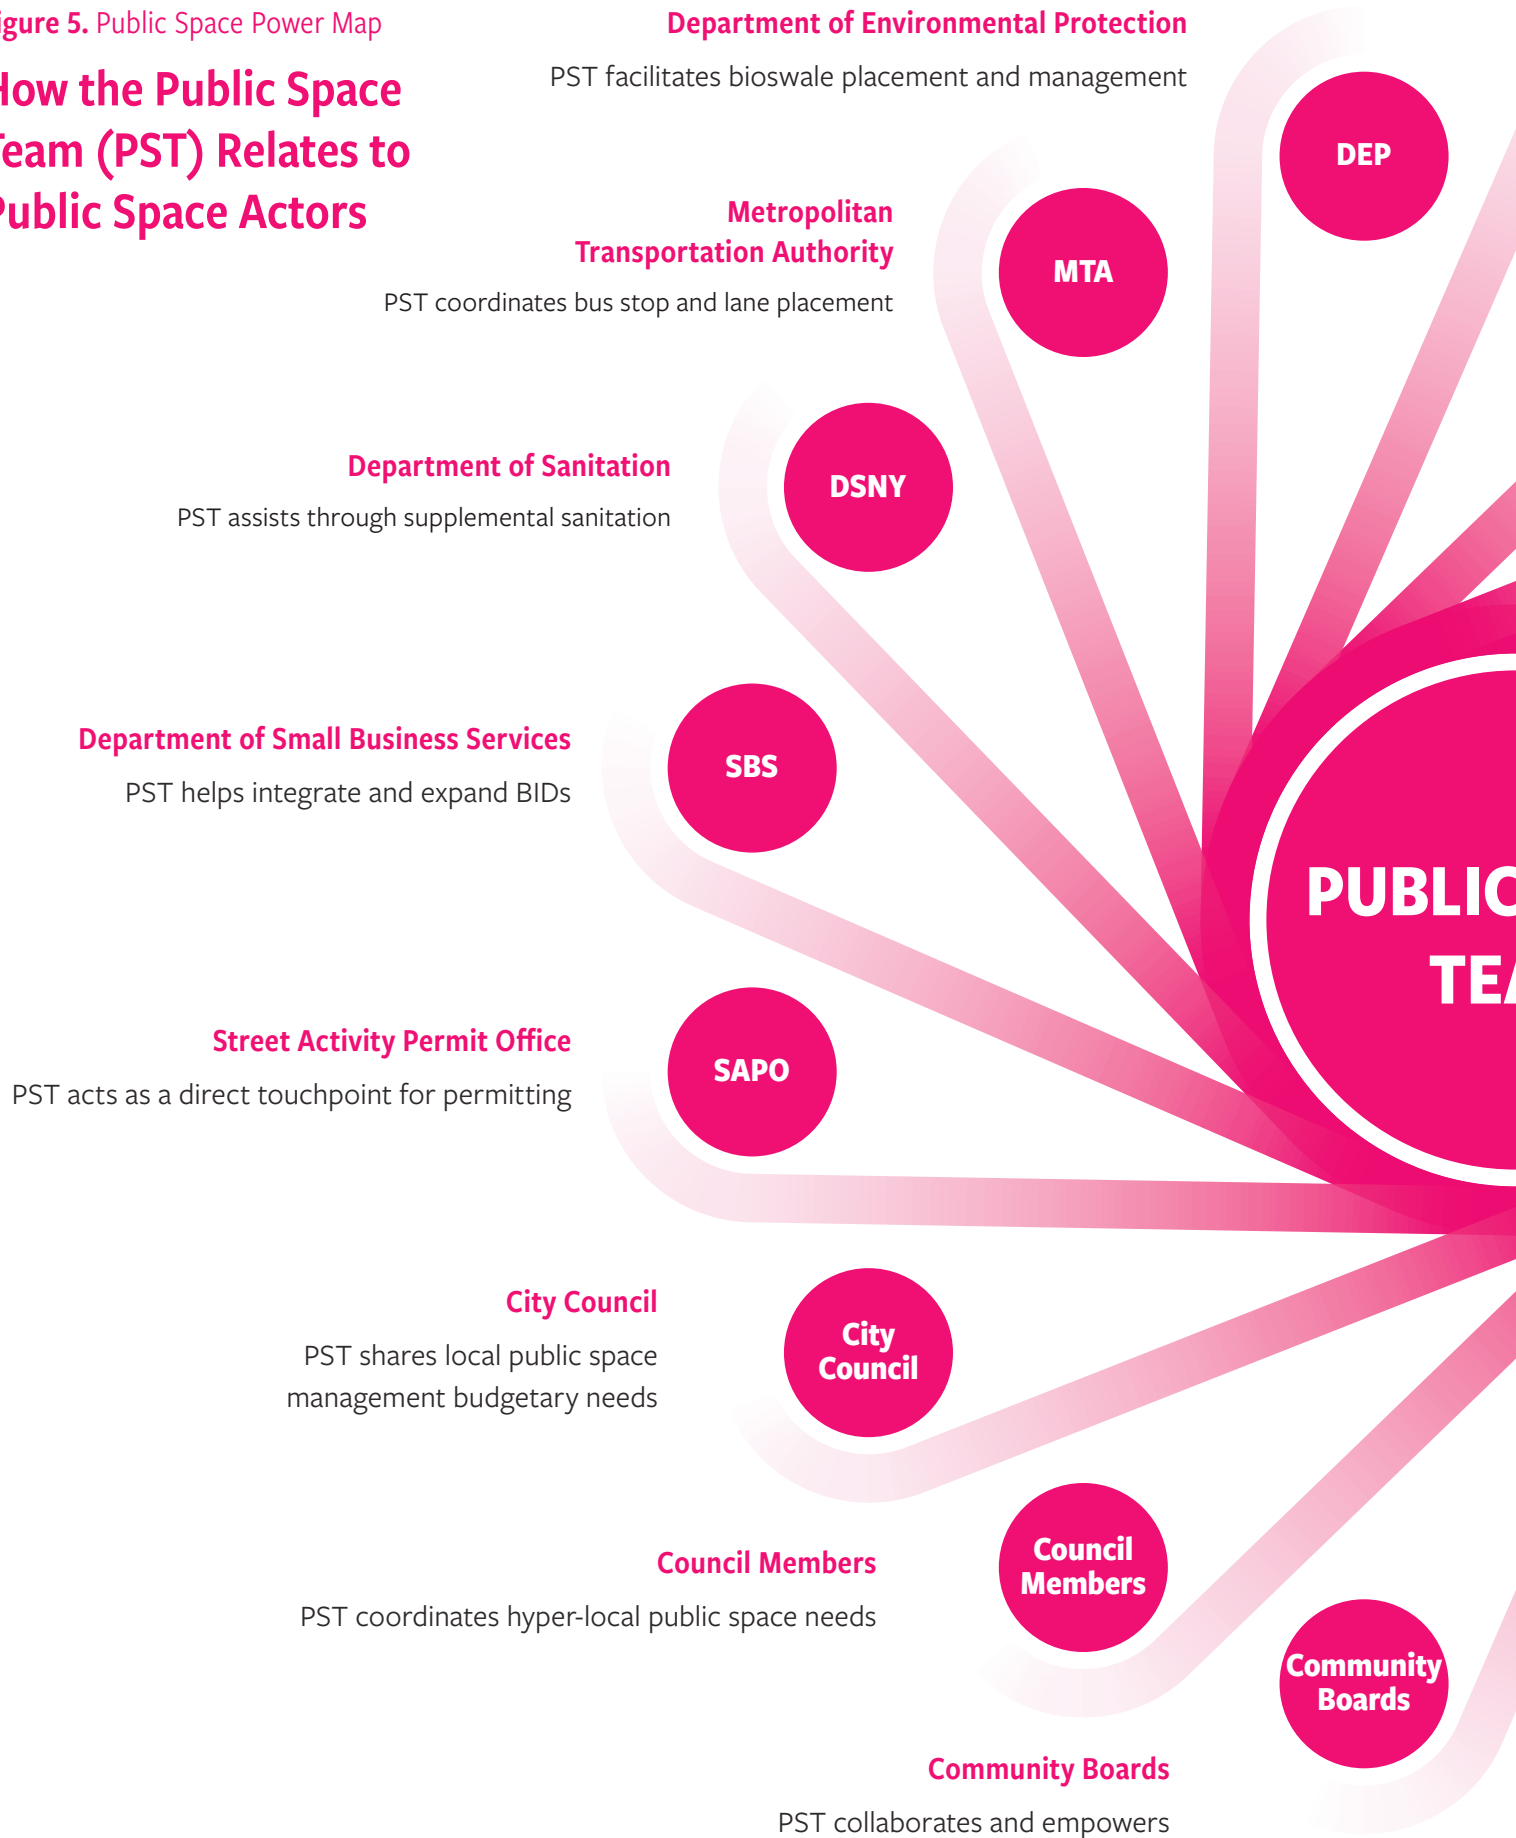 igure 5. Public Space Power Map
How the Public Space
Team (PST) Relates to
Public Space Actors
Department of Environmental Protection
PST facilitates bioswale placement and management
DEP
Metropolitan
Transportation Authority
PST coordinates bus stop and lane placement
MTA
Department of Sanitation
PST assists through supplemental sanitation
DSNY
Department of Small Business Services
PST helps integrate and expand BIDs
SBS
PUBLIC
TEA
Street Activity Permit Office
PST acts as a direct touchpoint for permitting
SAPO
City Council
PST shares local public space
management budgetary needs
City
Council
Council Members
PST coordinates hyper-local public space needs
Council
Members
Community
Boards
Community Boards
PST collaborates and empowers